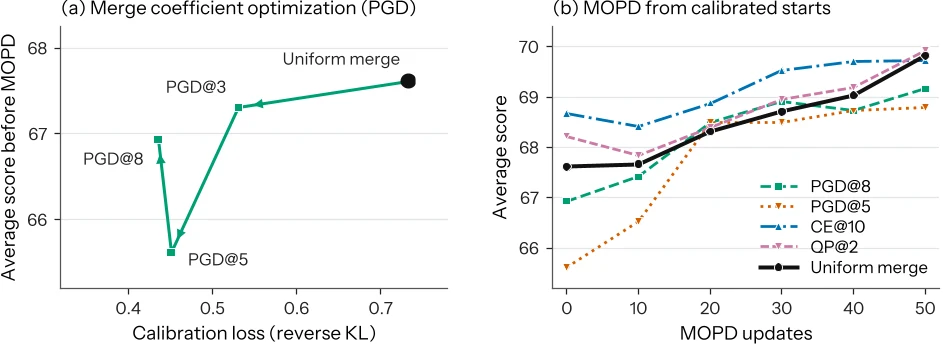 (a) Merge coefficient optimization (PGD)
Average score before MOPD
68
67
66
Uniform merge
PGD@3
PGD@8
PGD@5
0.4 0.5 0.6 0.7
Calibration loss (reverse KL)
(b) MOPD from calibrated starts
Average score
70
69
68
67
66
PGD@8
PGD@5
CE@10
QP@2
Uniform merge
0 10 20 30 40 50
MOPD updates